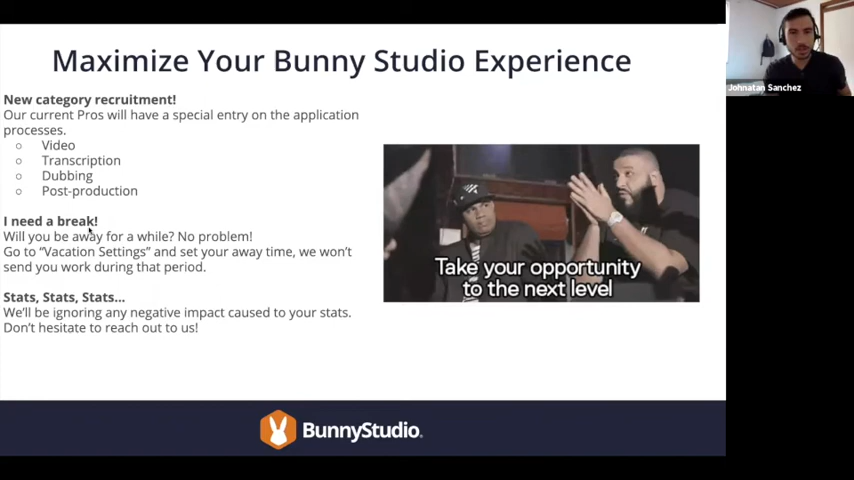 Maximize Your Bunny Studio Experience
Johnatan Sanchez
New category recruitment!
Our current Pros will have a special entry on the application
processes.
○ Video
○ Transcription
○ Dubbing
○ Post-production
I need a break!
Will you be away for a while? No problem!
Go to “Vacation Settings” and set your away time, we won’t
send you work during that period.
Stats, Stats, Stats...
We’ll be ignoring any negative impact caused to your stats.
Don’t hesitate to reach out to us!
Take your opportunity
to the next level
BunnyStudio.